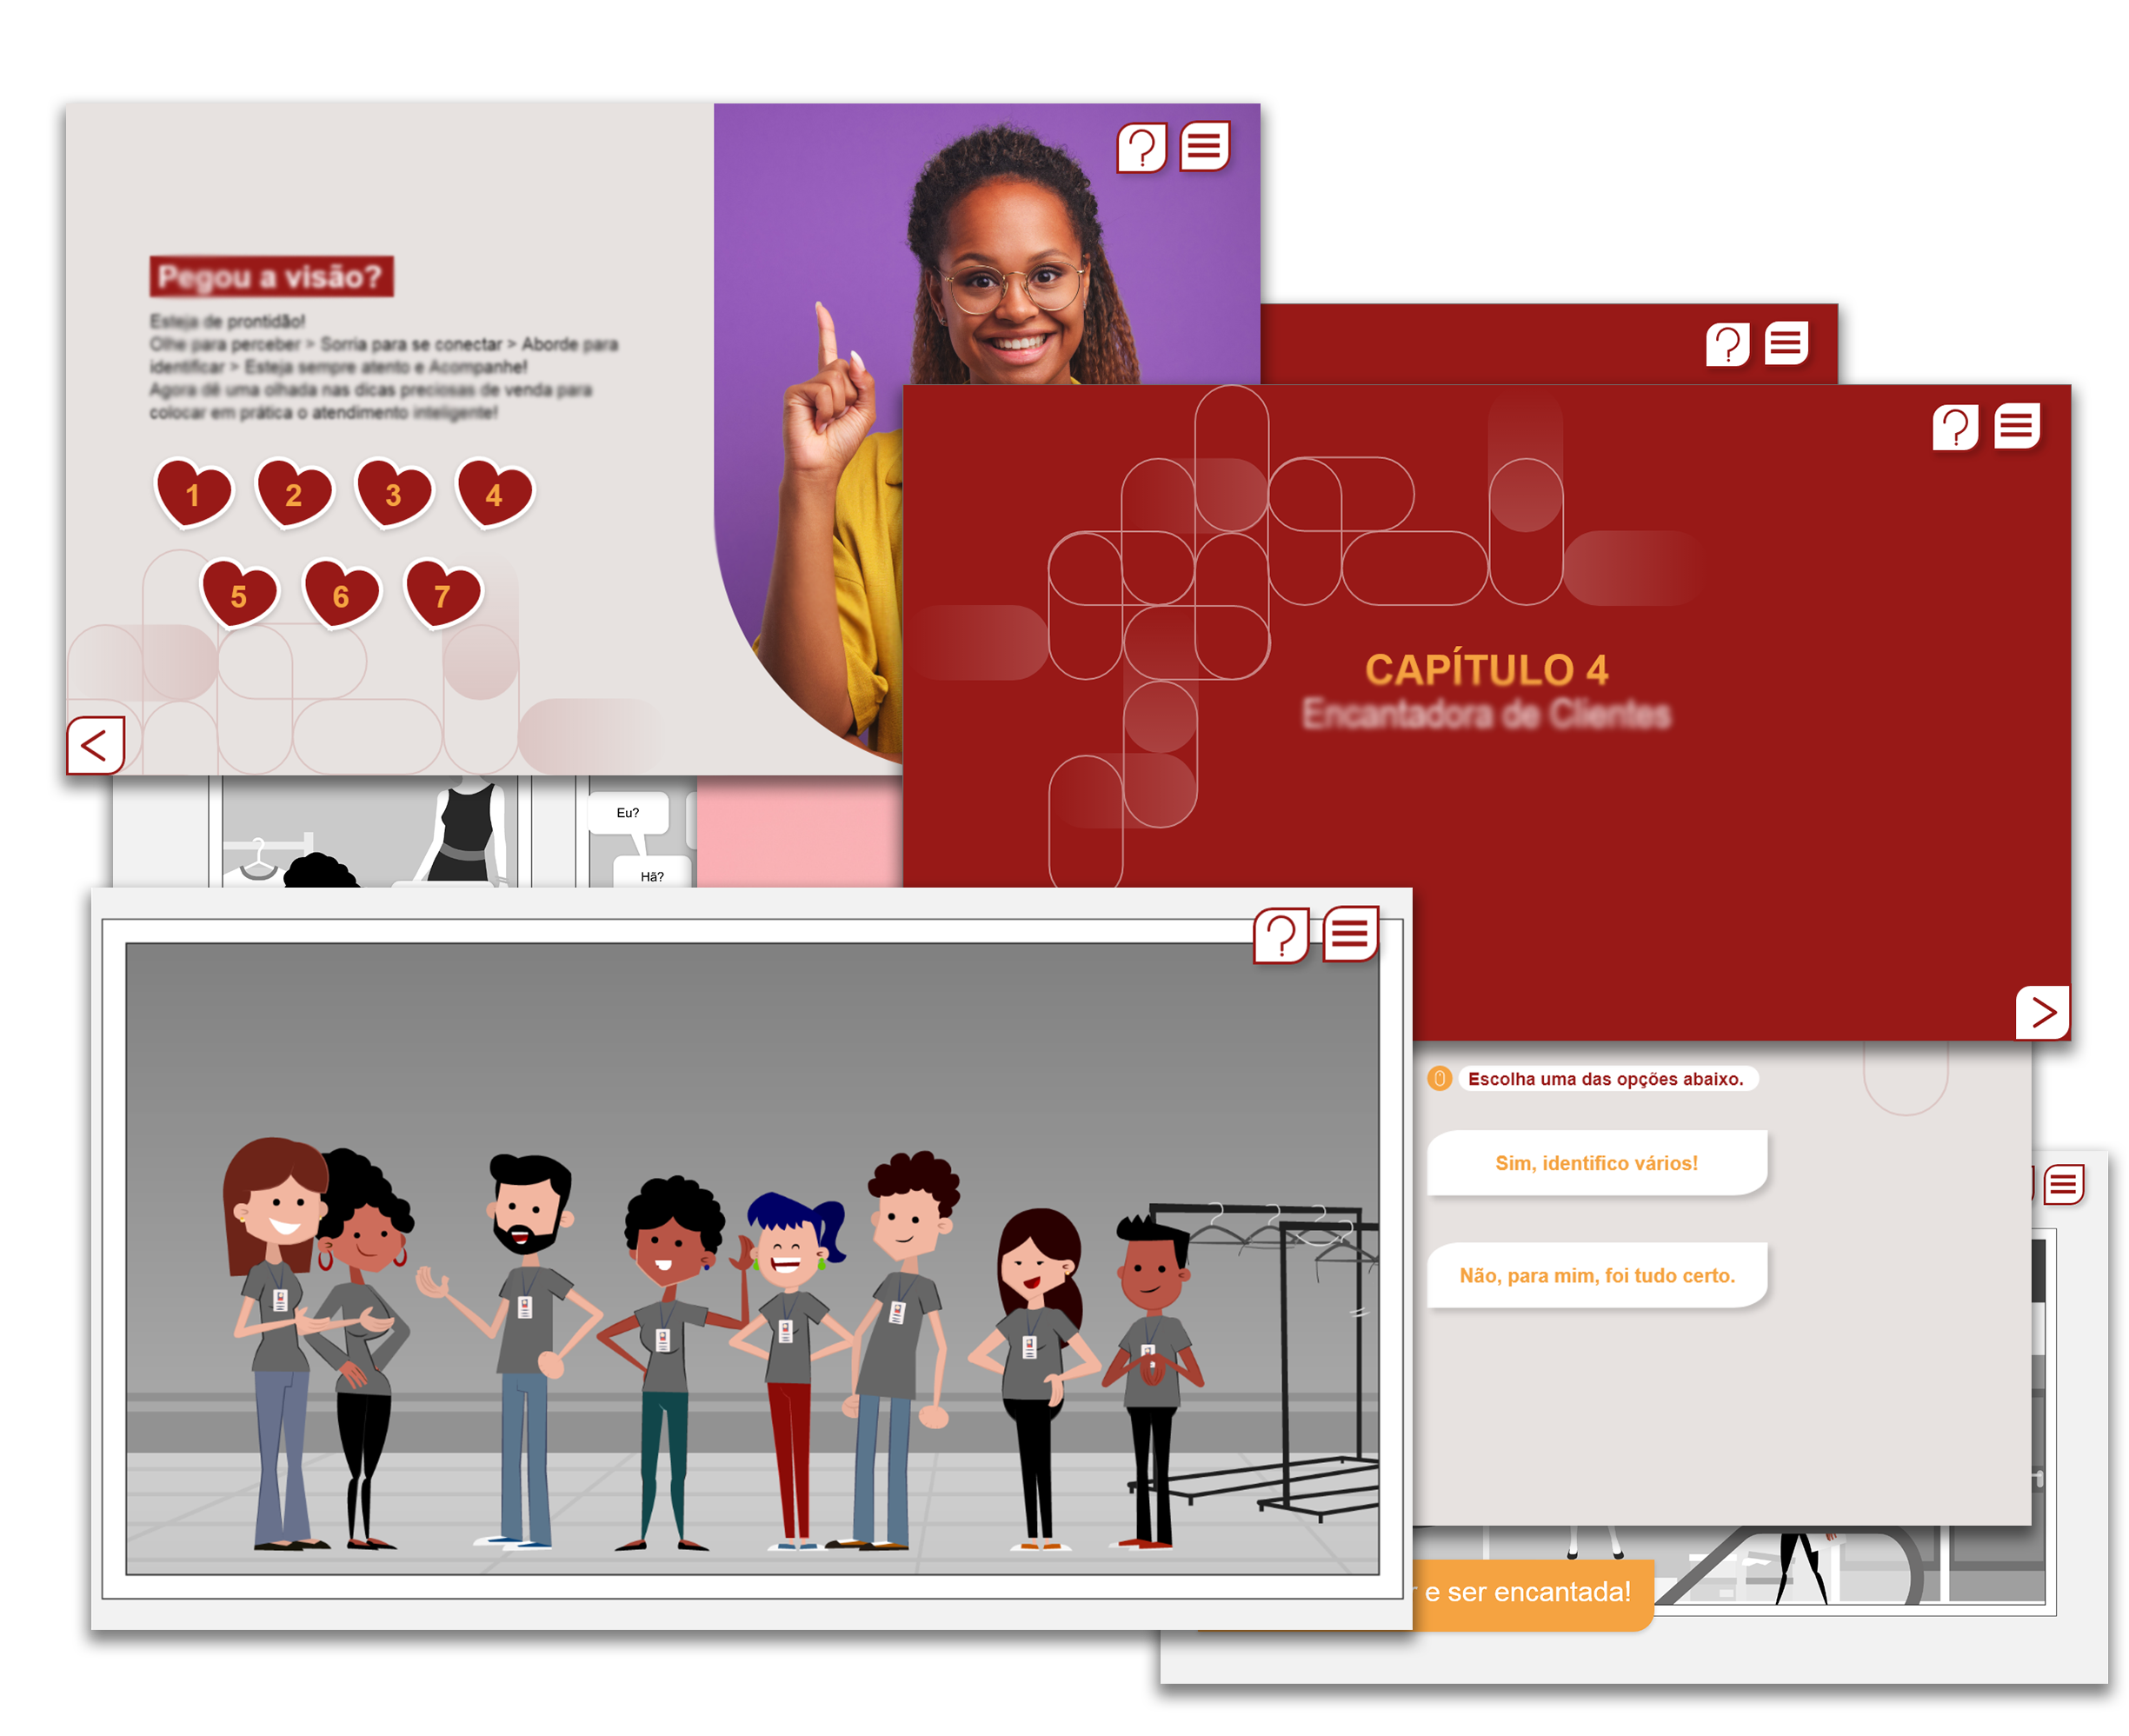 Pegou a visão?
Esteja de prontidão!
Olhe para perceber > Sorria para se conectar > Aborde para
identificar > Esteja sempre atento e Acompanhe!
Agora dê uma olhada nas dicas preciosas de venda para
colocar em prática o atendimento inteligente!
1 2 3 4
5 6 7
CAPÍTULO 4
Encantadora de Clientes
Eu?
Hã?
Escolha uma das opções abaixo.
Sim, identifico vários!
Não, para mim, foi tudo certo.
e ser encantada!